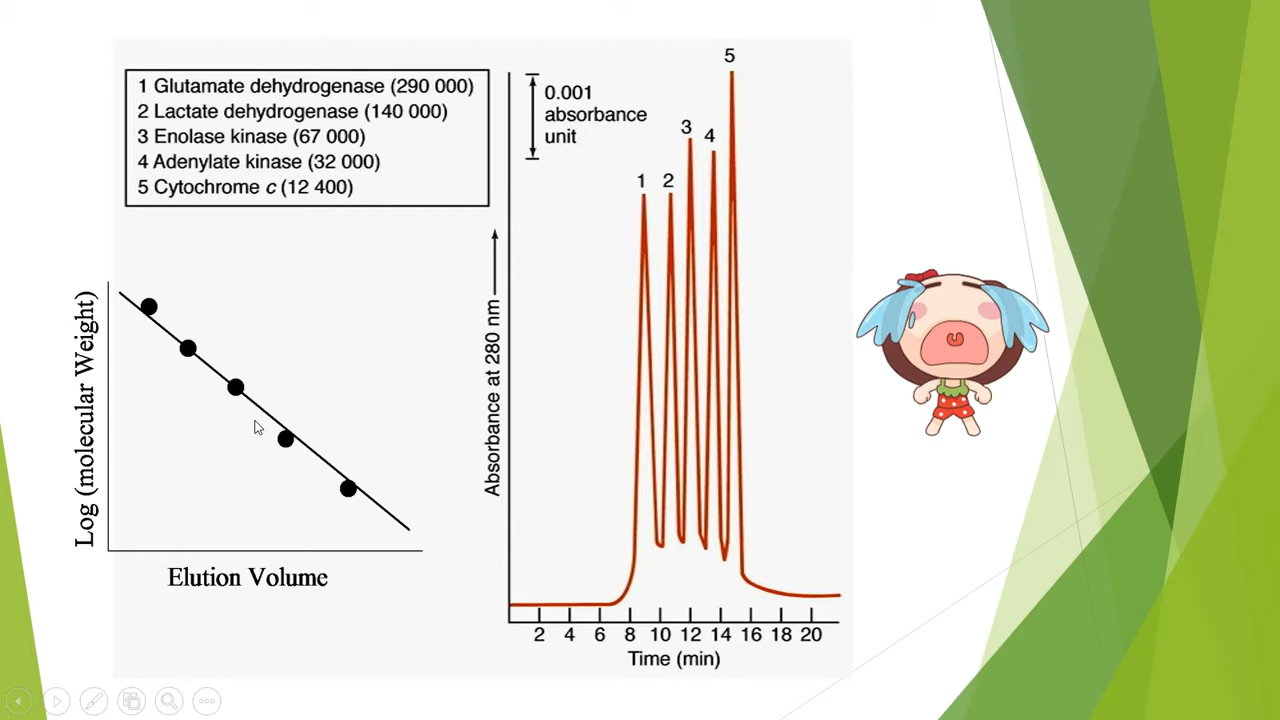 1 Glutamate dehydrogenase (290 000)
2 Lactate dehydrogenase (140 000)
3 Enolase kinase (67 000)
4 Adenylate kinase (32 000)
5 Cytochrome c (12 400)
Log (molecular Weight)
Elution Volume
0.001
absorbance
unit
1
2
3
4
5
Absorbance at 280 nm
2 4 6 8 10 12 14 16 18 20
Time (min)